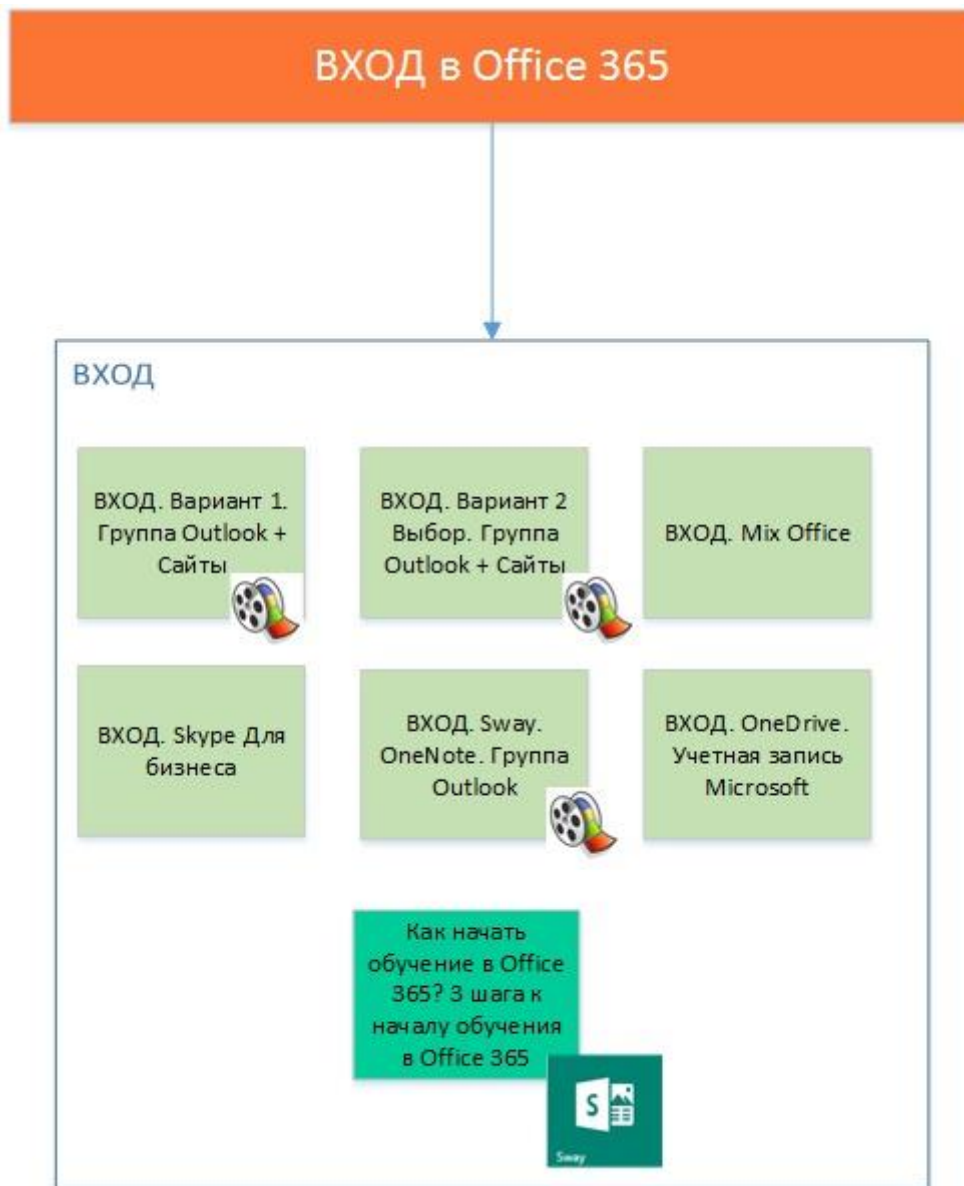 ВХОД в Office 365
ВХОД
ВХОД. Вариант 1.
Группа Outlook +
Сайты
ВХОД. Вариант 2
Выбор. Группа
Outlook + Сайты
ВХОД. Mix Office
ВХОД. Skype Для
бизнеса
ВХОД. Sway.
OneNote. Группа
Outlook
ВХОД. OneDrive.
Учетная запись
Microsoft
Как начать
обучение в Office
365? 3 шага к
началу обучения
в Office 365
S
Sway